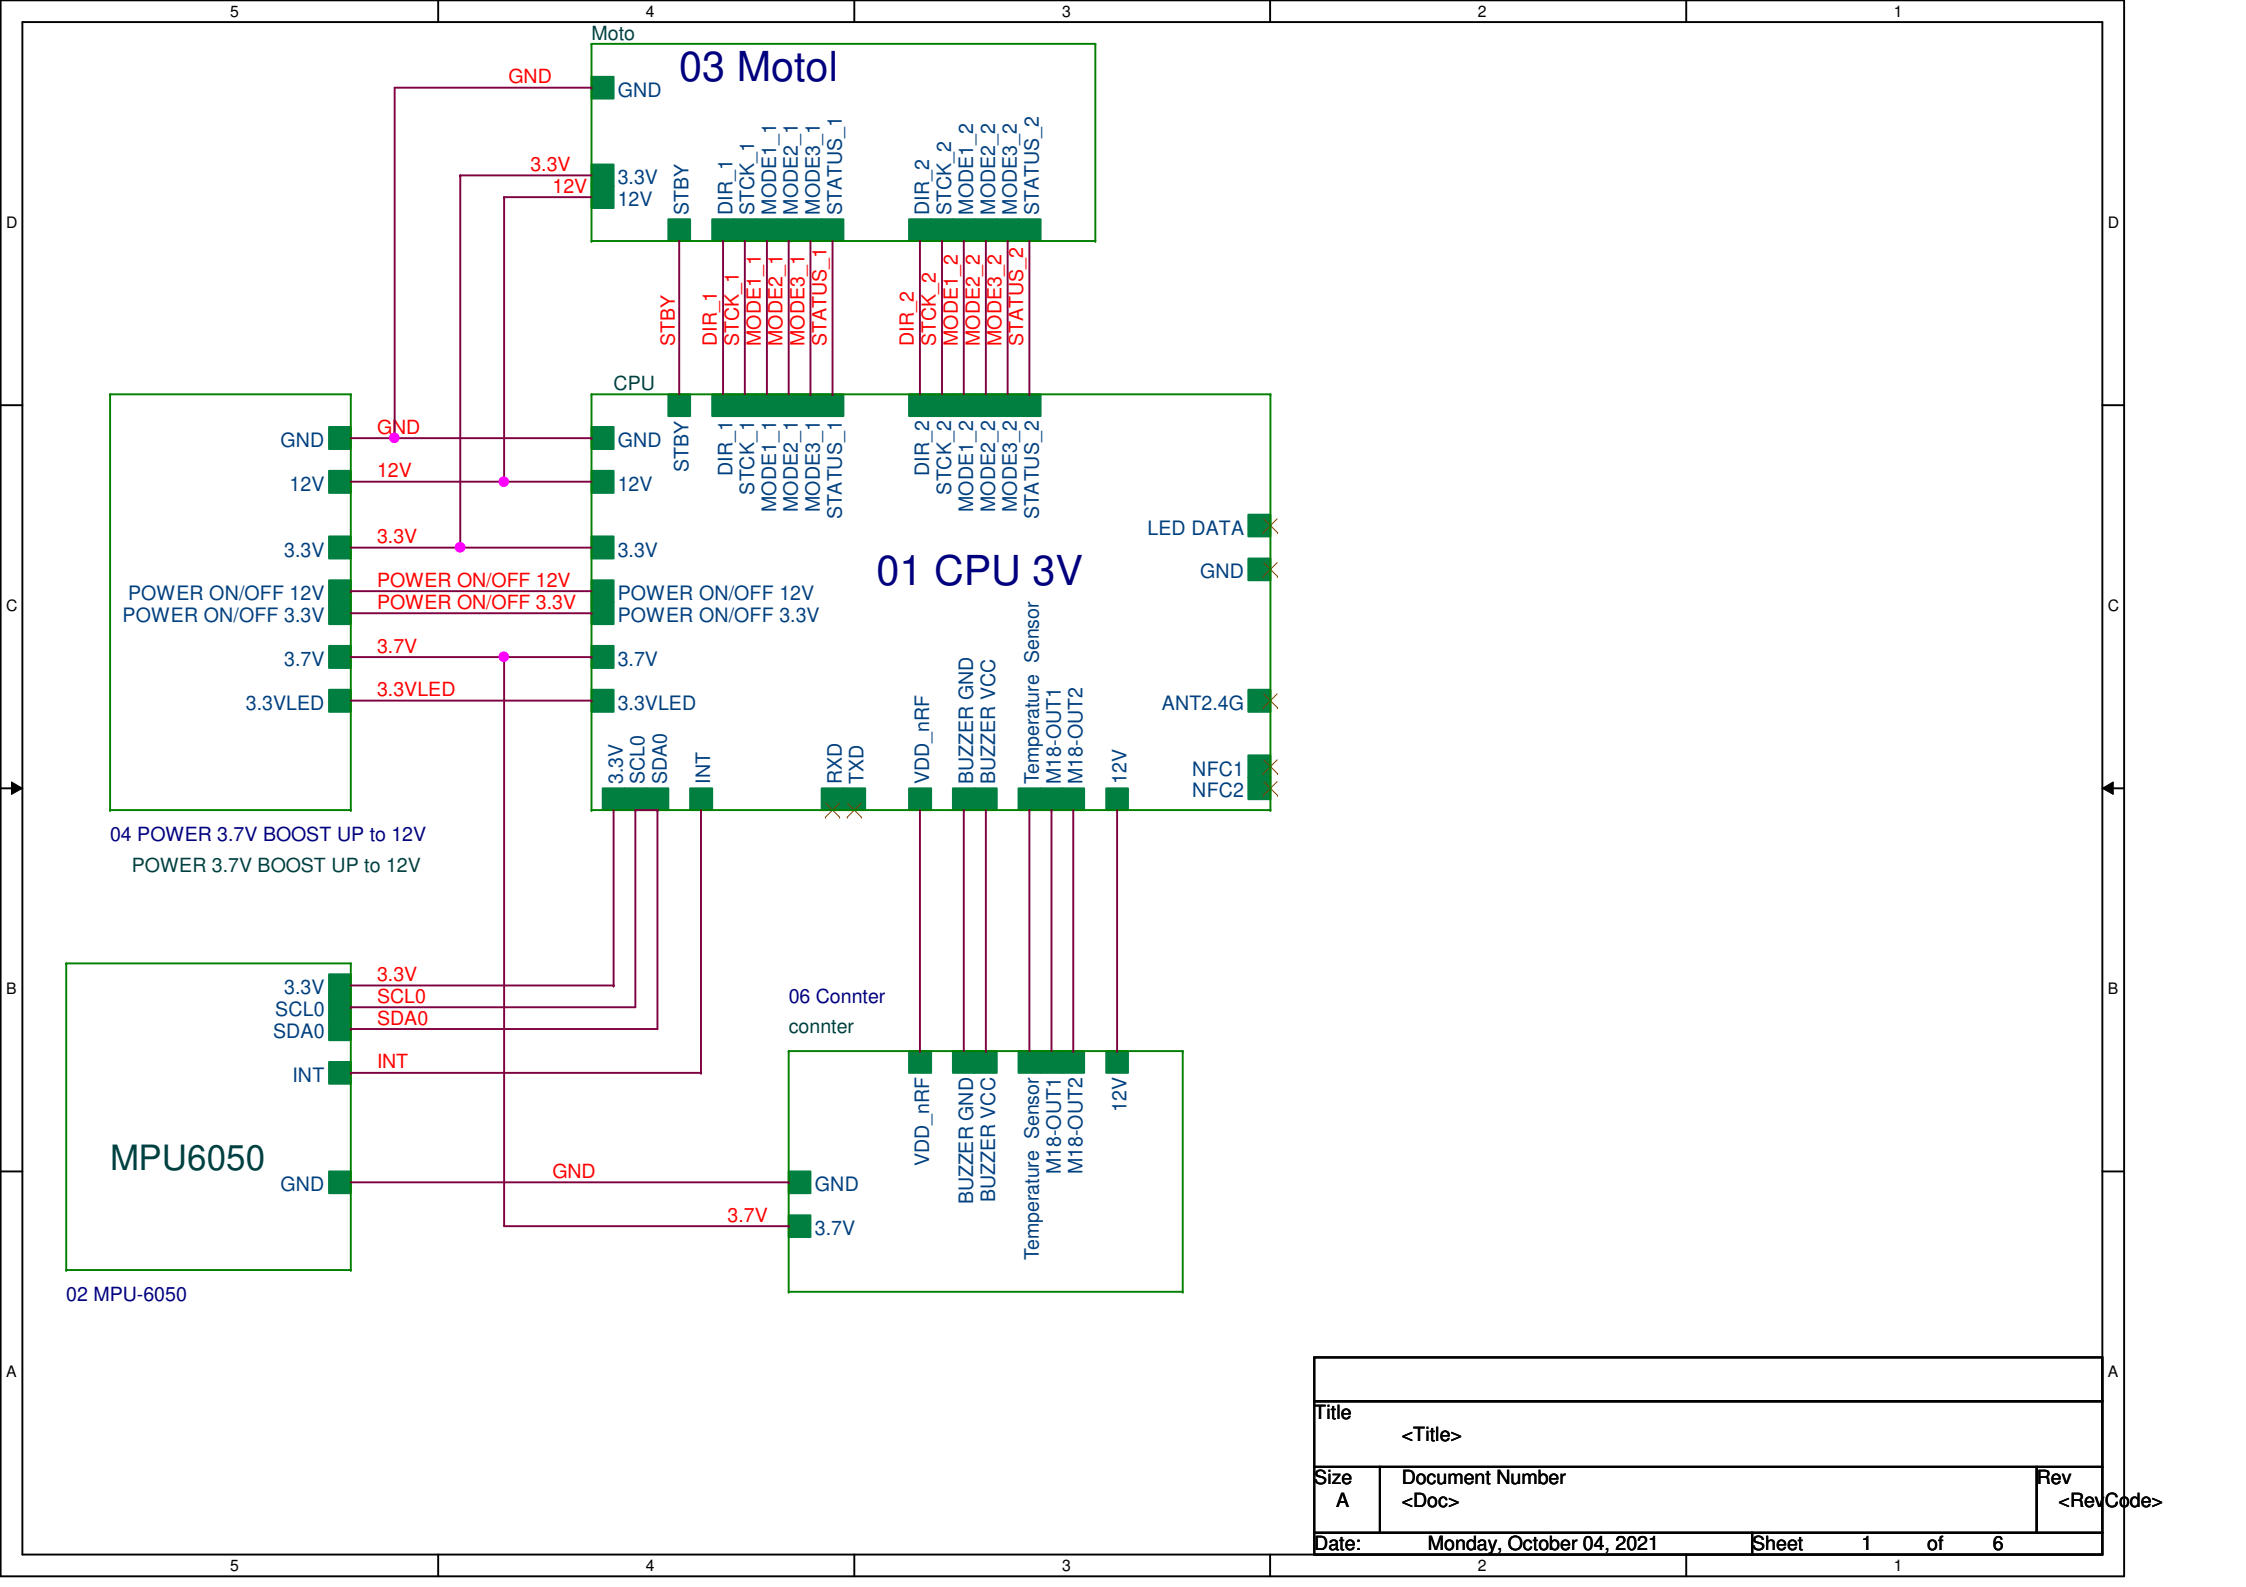 5 4 3 2 1
Moto
03 Motol
GND
GND
3.3V
3.3V
12V
12V
STBY
DIR_1
STCK_1
MODE1_1
MODE2_1
MODE3_1
STATUS_1
DIR_2
STCK_2
MODE1_2
MODE2_2
MODE3_2
STATUS_2
D
D
STBY
DIR_1
STCK_1
MODE1_1
MODE2_1
MODE3_1
STATUS_1
DIR_2
STCK_2
MODE1_2
MODE2_2
MODE3_2
STATUS_2
CPU
STBY
DIR_1
STCK_1
MODE1_1
MODE2_1
MODE3_1
STATUS_1
DIR_2
STCK_2
MODE1_2
MODE2_2
MODE3_2
STATUS_2
GND
GND
GND
12V
12V
12V
3.3V
3.3V
3.3V
POWER ON/OFF 12V
POWER ON/OFF 12V
POWER ON/OFF 12V
POWER ON/OFF 3.3V
POWER ON/OFF 3.3V
POWER ON/OFF 3.3V
3.7V
3.7V
3.7V
3.3VLED
3.3VLED
3.3VLED
01 CPU 3V
LED DATA
GND
ANT2.4G
NFC1
NFC2
C
C
3.3V
SCL0
SDA0
INT
RXD
TXD
VDD_nRF
BUZZER GND
BUZZER VCC
Temperature Sensor
M18-OUT1
M18-OUT2
12V
04 POWER 3.7V BOOST UP to 12V
POWER 3.7V BOOST UP to 12V
B
B
3.3V
3.3V
SCL0
SCL0
SDA0
SDA0
INT
INT
MPU6050
GND
GND
GND
3.7V
3.7V
02 MPU-6050
06 Connter
connter
VDD_nRF
BUZZER GND
BUZZER VCC
Temperature Sensor
M18-OUT1
M18-OUT2
12V
A
A
Title
<Title>
Size
A
Document Number
<Doc>
Rev
<RevCode>
Date: Monday, October 04, 2021 Sheet 1 of 6
5 4 3 2 1